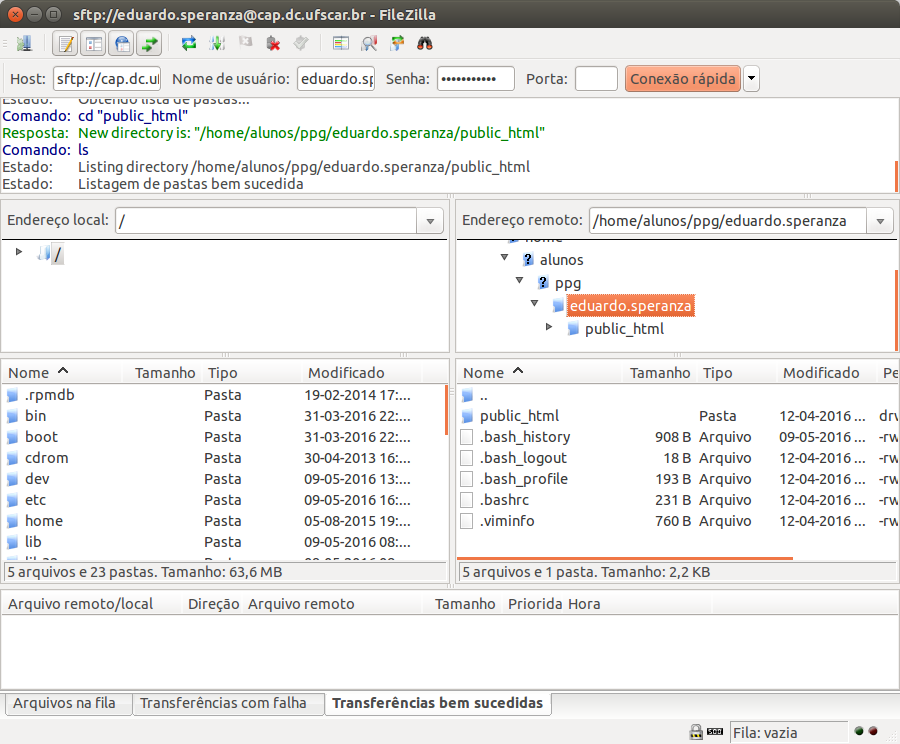 sftp://eduardo.speranza@cap.dc.ufscar.br - FileZilla
Host: sftp://cap.dc.uf Nome de usuário: eduardo.sp Senha: ••••••••••• Porta: Conexão rápida
Estado: Obtendo lista de pastas...
Comando: cd "public_html"
Resposta: New directory is: "/home/alunos/ppg/eduardo.speranza/public_html"
Comando: ls
Estado: Listing directory /home/alunos/ppg/eduardo.speranza/public_html
Estado: Listagem de pastas bem sucedida
Endereço local: /
/
Endereço remoto: /home/alunos/ppg/eduardo.speranza
home
alunos
ppg
eduardo.speranza
public_html
Nome Tamanho Tipo Modificado
.rpmdb Pasta 19-02-2014 17:...
bin Pasta 31-03-2016 22:...
boot Pasta 31-03-2016 22:...
cdrom Pasta 30-04-2013 16:...
dev Pasta 09-05-2016 13:...
etc Pasta 09-05-2016 16:...
home Pasta 05-08-2015 19:...
lib Pasta 09-05-2016 08:...
5 arquivos e 23 pastas. Tamanho: 63,6 MB
Nome Tamanho Tipo Modificado Pe
..
public_html Pasta 12-04-2016 ... drv
.bash_history 908 B Arquivo 09-05-2016 ... -rw
.bash_logout 18 B Arquivo 12-04-2016 ... -rw
.bash_profile 193 B Arquivo 12-04-2016 ... -rw
.bashrc 231 B Arquivo 12-04-2016 ... -rw
.viminfo 760 B Arquivo 12-04-2016 ... -rw
5 arquivos e 1 pasta. Tamanho: 2,2 KB
Arquivo remoto/local Direção Arquivo remoto Tamanho Priorida Hora
Arquivos na fila Transferências com falha Transferências bem sucedidas
Fila: vazia